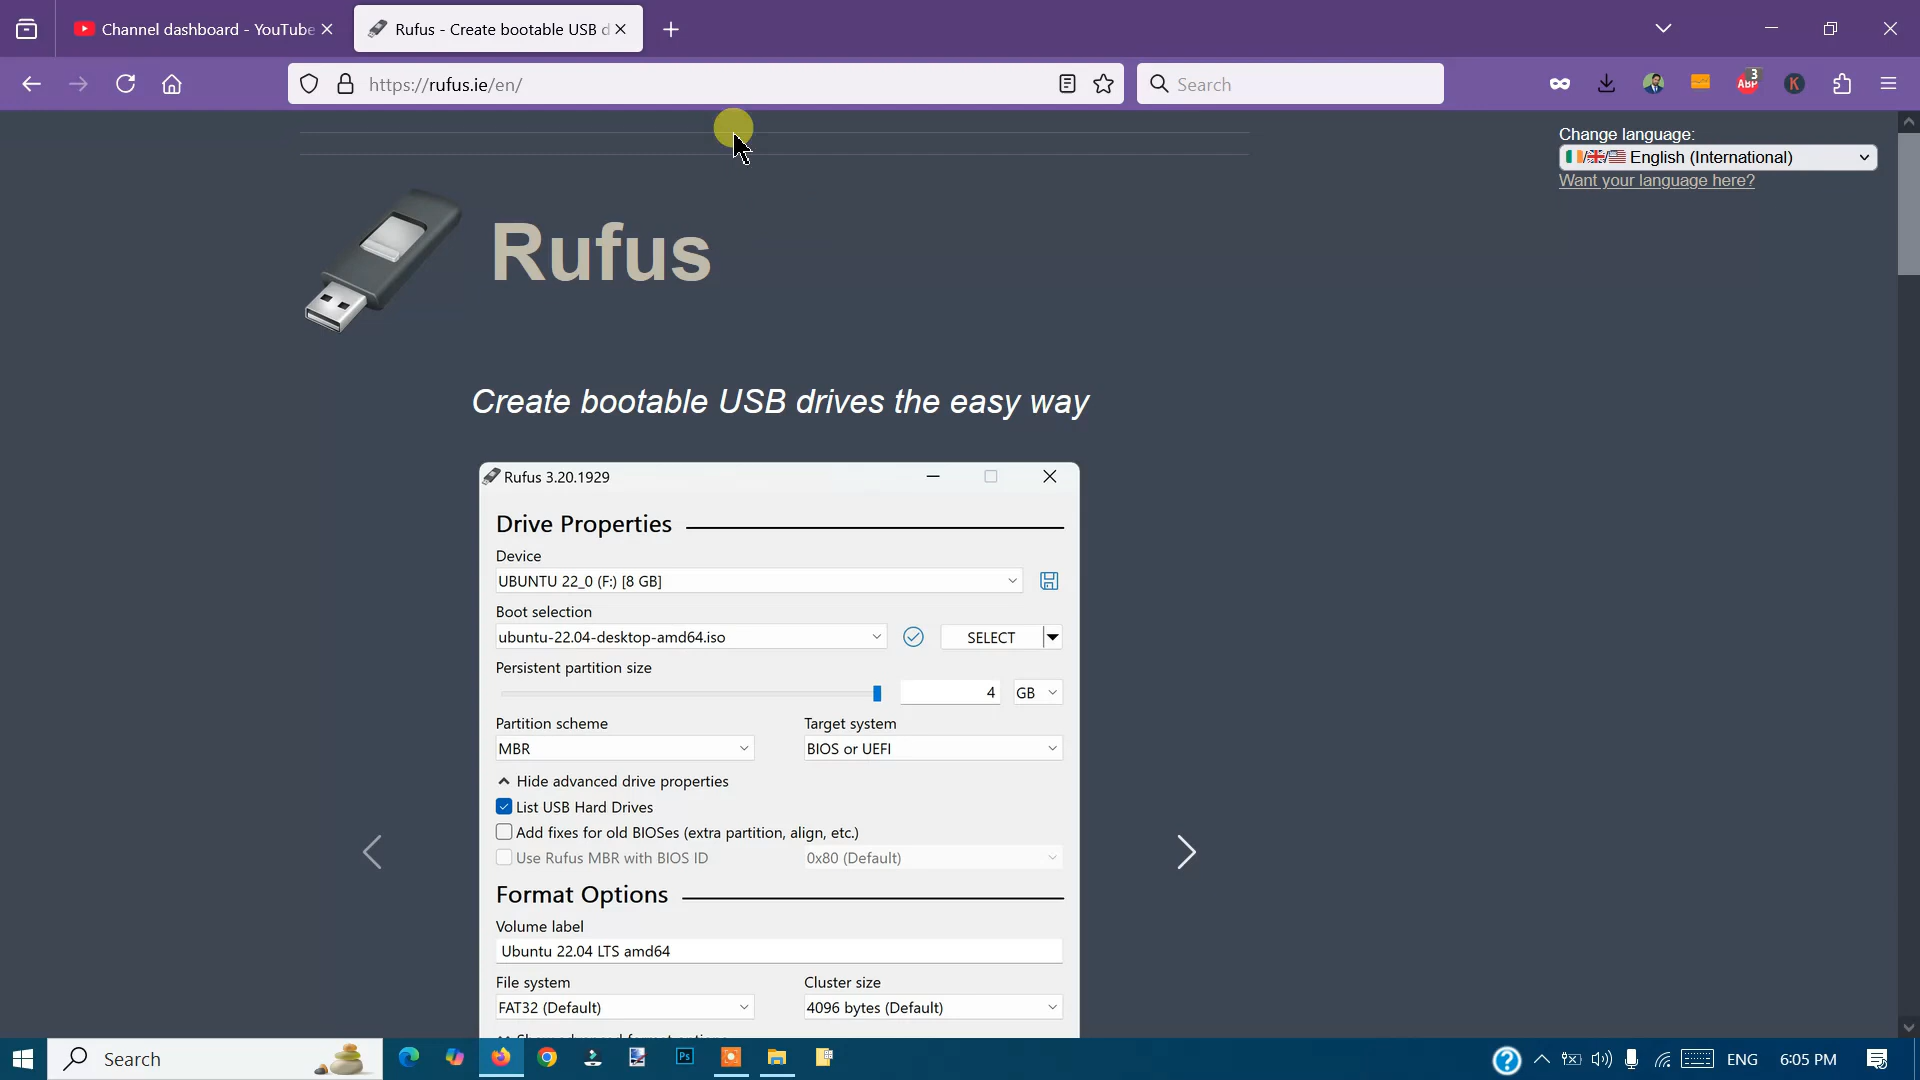 Channel dashboard - YouTube
Rufus - Create bootable USB d
https://rufus.ie/en/
Search
3
ABP
K
Change language:
English (International)
Want your language here?
Rufus
Create bootable USB drives the easy way
Rufus 3.20.1929
Drive Properties
Device
UBUNTU 22_0 (F:) [8 GB]
Boot selection
ubuntu-22.04-desktop-amd64.iso
SELECT
Persistent partition size
4
GB
Partition scheme
Target system
MBR
BIOS or UEFI
Hide advanced drive properties
List USB Hard Drives
Add fixes for old BIOSes (extra partition, align, etc.)
Use Rufus MBR with BIOS ID
0x80 (Default)
Format Options
Volume label
Ubuntu 22.04 LTS amd64
File system
Cluster size
FAT32 (Default)
4096 bytes (Default)
Search
Ps
ENG
6:05 PM